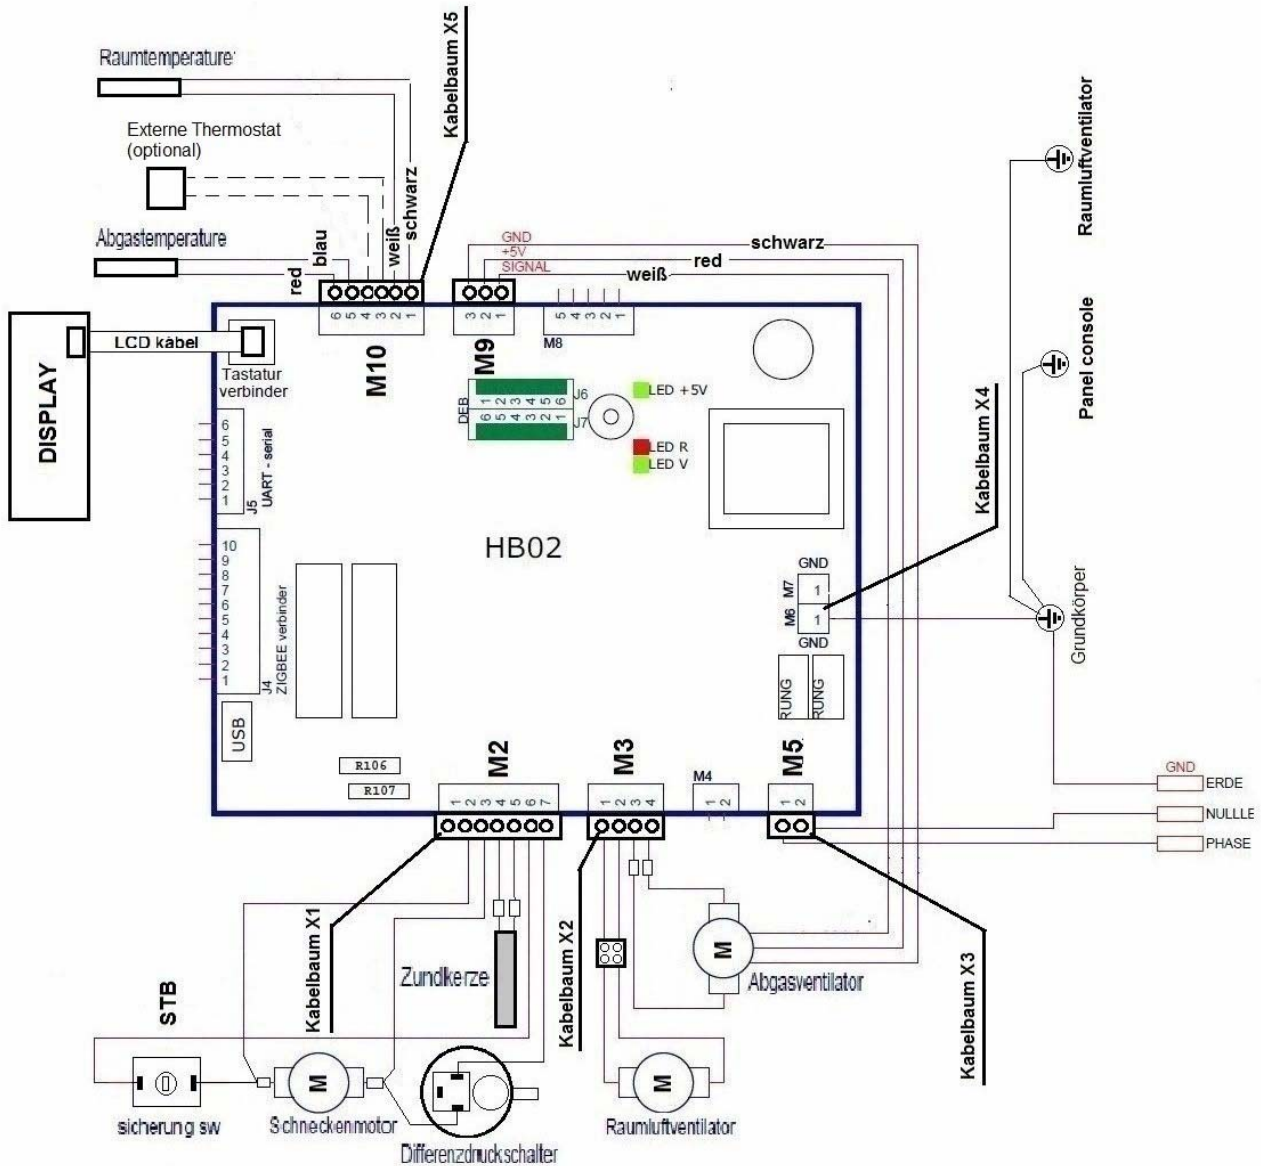 Raumtemperature
Kabelbaum X5
Externe Thermostat
(optional)
Abgastemperature
red
blau
weiß
schwarz
GND
+5V
SIGNAL
schwarz
red
weiß
Raumluftventilator
Panel console
Kabelbaum X4
Grundkörper
DISPLAY
LCD kabel
Tastatur
verbinder
6 5 4 3 2 1
M10
3 2 1
M9
5 4 3 2 1
M8
DEB
1 2 3 4 5 6
6 5 4 3 2 1
J6
J7
LED +5V
LED R
LED V
6
5
4
3
2
1
J5
UART - serial
HB02
10
9
8
7
6
5
4
3
2
1
J4
ZIGBEE verbinder
USB
GND
M7
1
M6
1
GND
RUNG
RUNG
R106
R107
M2
1 2 3 4 5 6 7
M3
1 2 3 4
M4
1 2
M5
1 2
GND
ERDE
NULLLE
PHASE
Kabelbaum X1
Kabelbaum X2
Kabelbaum X3
STB
Zundkerze
M
Abgasventilator
M
M
sicherung sw
Schneckenmotor
Differenzdruckschalter
Raumluftventilator